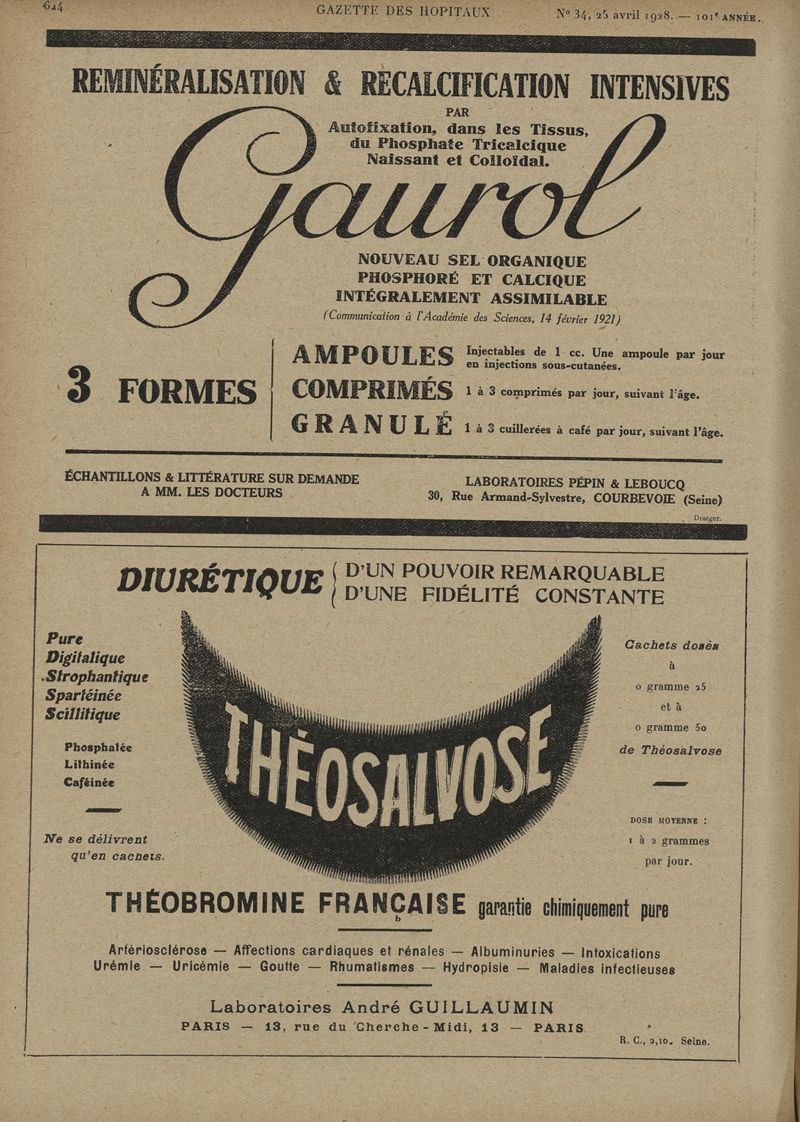 624
GAZETTE DES HOPITAUX
N° 34, 25 avril 1928. — 101e ANNÉE.
REMINÉRALISATION & RECALCIFICATION INTENSIVES
PAR
Autofixation, dans les Tissus,
du Phosphate Tricalcique
Naissant et Colloïdal.
Gaurol
NOUVEAU SEL ORGANIQUE
PHOSPHORÉ ET CALCIQUE
INTÉGRALEMENT ASSIMILABLE
(Communication à l'Académie des Sciences, 14 février 1921)
3 FORMES
AMPOULES Injectables de 1 cc. Une ampoule par jour
en injections sous-cutanées.
COMPRIMÉS 1 à 3 comprimés par jour, suivant l'âge.
GRANULÉ 1 à 3 cuillerées à café par jour, suivant l'âge.
ÉCHANTILLONS & LITTÉRATURE SUR DEMANDE
A MM. LES DOCTEURS
LABORATOIRES PÉPIN & LEBOUCQ
30, Rue Armand-Sylvestre, COURBEVOIE (Seine)
Draeger.
DIURÉTIQUE
D'UN POUVOIR REMARQUABLE
D'UNE FIDÉLITÉ CONSTANTE
Pure
Digitalique
Strophantique
Spartéinée
Scillitique
Phosphatée
Lithinée
Caféinée
Ne se délivrent
qu'en cachets.
THÉOSALVOSE
Cachets dosés
à
0 gramme 25
et à
0 gramme 50
de Théosalvose
DOSE MOYENNE :
1 à 2 grammes
par jour.
THÉOBROMINE FRANÇAISE garantie chimiquement pure
b
Artériosclérose — Affections cardiaques et rénales — Albuminuries — Intoxications
Urémie — Uricémie — Goutte — Rhumatismes — Hydropisie — Maladies infectieuses
Laboratoires André GUILLAUMIN
PARIS — 13, rue du Cherche-Midi, 13 — PARIS
R. C., 2,10. Seine.